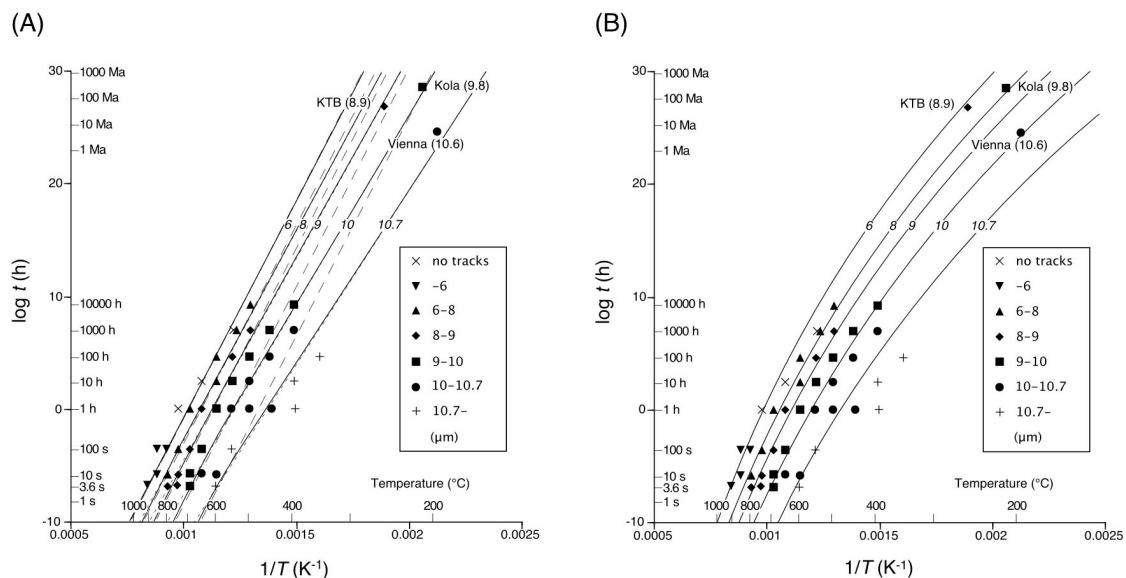 (A)
30
20
10
0
-10
log t (h)
1000 Ma
100 Ma
10 Ma
1 Ma
10000 h
1000 h
100 h
10 h
1 h
100 s
10 s
3.6 s
1 s
KTB (8.9)
Kola (9.8)
Vienna (10.6)
6
8
9
10
10.7
no tracks
–6
6–8
8–9
9–10
10–10.7
10.7–
(μm)
Temperature (°C)
1000
800
600
400
200
0.0005
0.001
0.0015
0.002
0.0025
1/T (K-1)
(B)
30
20
10
0
-10
log t (h)
1000 Ma
100 Ma
10 Ma
1 Ma
10000 h
1000 h
100 h
10 h
1 h
100 s
10 s
3.6 s
1 s
KTB (8.9)
Kola (9.8)
Vienna (10.6)
6
8
9
10
10.7
no tracks
–6
6–8
8–9
9–10
10–10.7
10.7–
(μm)
Temperature (°C)
1000
800
600
400
200
0.0005
0.001
0.0015
0.002
0.0025
1/T (K-1)